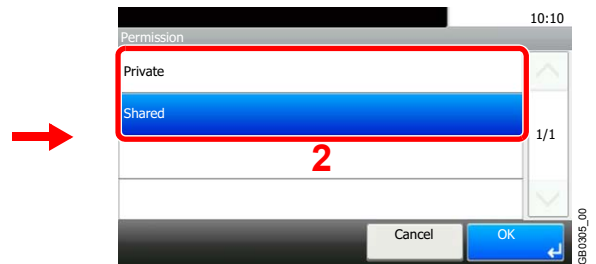 10:10
Permission
Private
Shared
1/1
2
Cancel
OK
GB0305_00